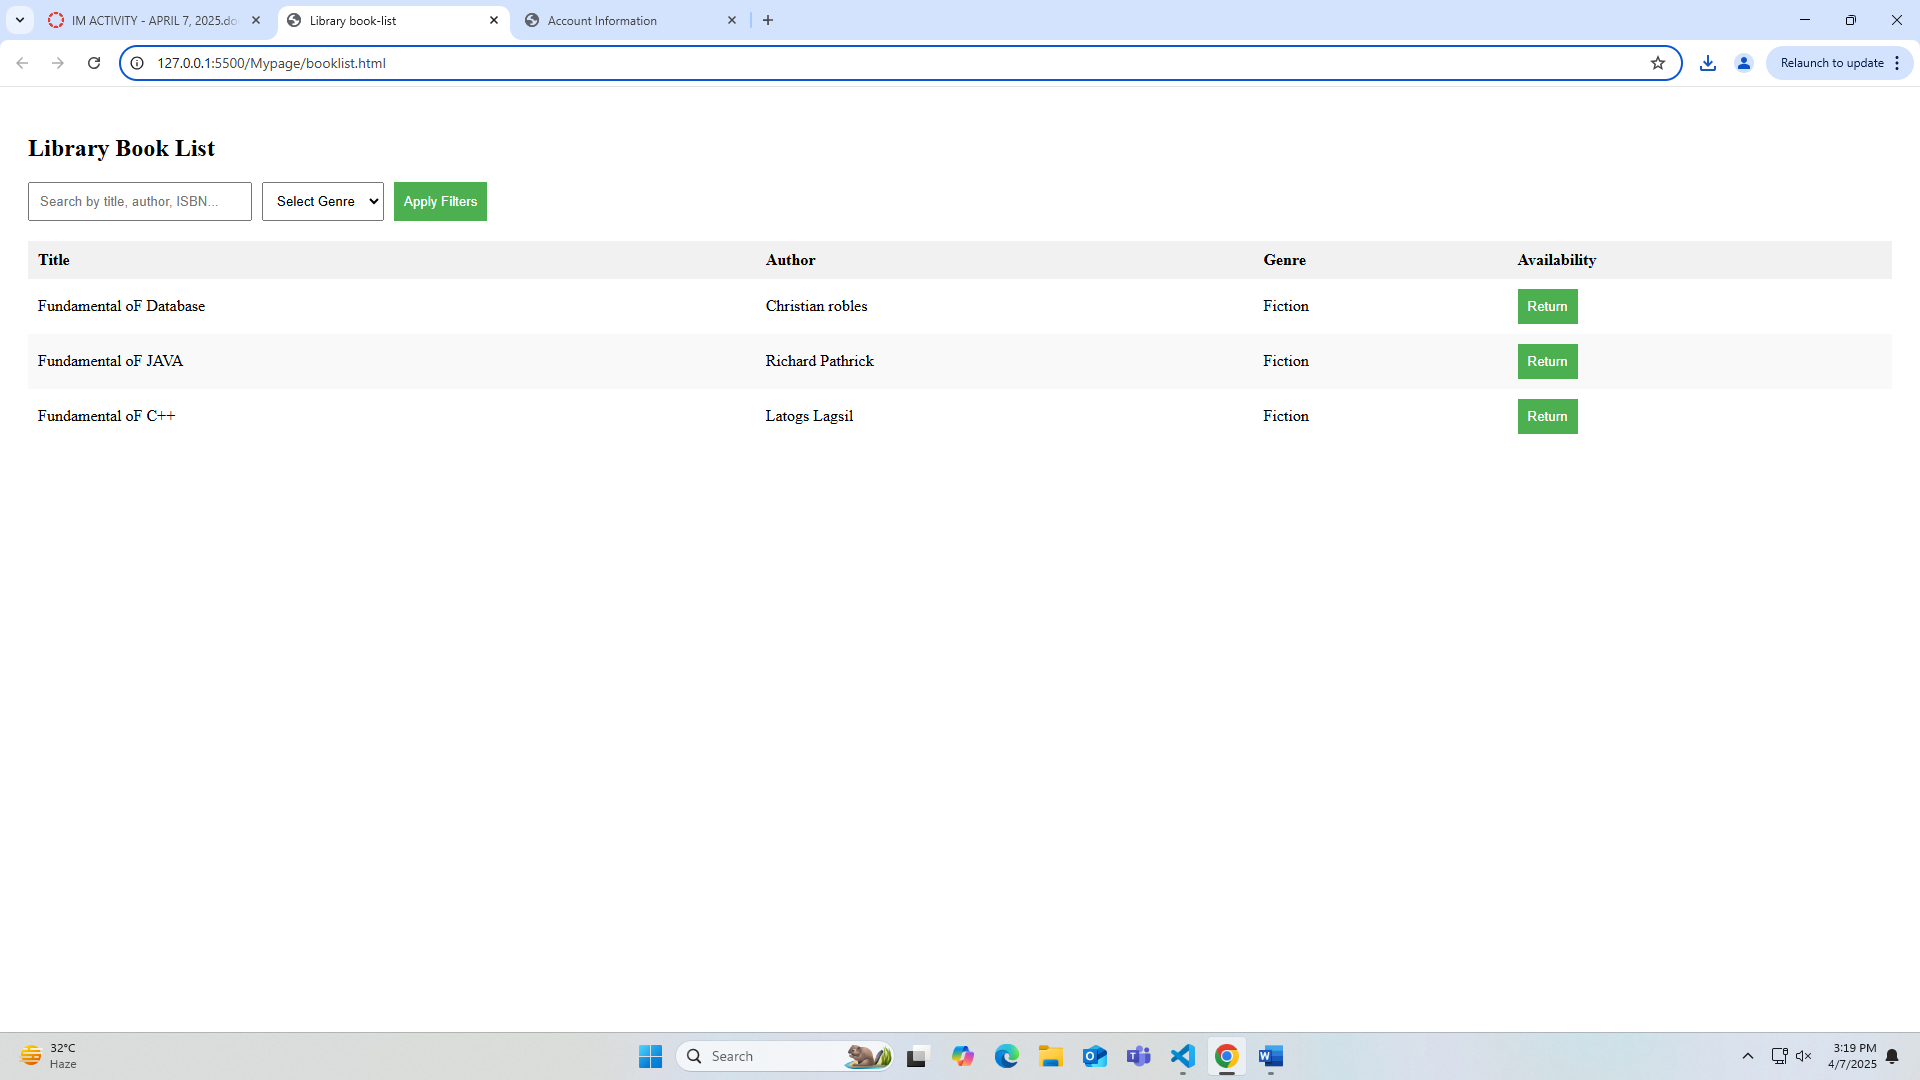 IM ACTIVITY - APRIL 7, 2025.do
Library book-list
Account Information
127.0.0.1:5500/Mypage/booklist.html
Relaunch to update
Library Book List
Search by title, author, ISBN...
Select Genre
Apply Filters
Title Author Genre Availability
Fundamental oF Database Christian robles Fiction Return
Fundamental oF JAVA Richard Pathrick Fiction Return
Fundamental oF C++ Latogs Lagsil Fiction Return
32°C
Haze
Search
3:19 PM
4/7/2025